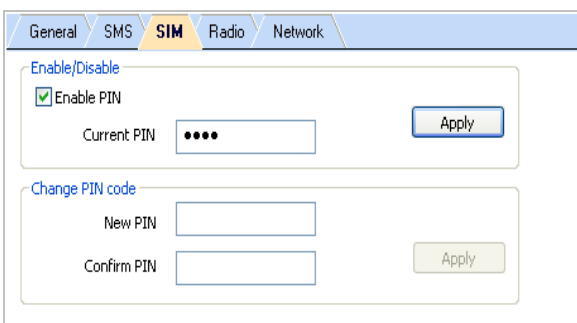 General SMS SIM Radio Network
Enable/Disable
Enable PIN
Current PIN •••• Apply
Change PIN code
New PIN
Confirm PIN Apply